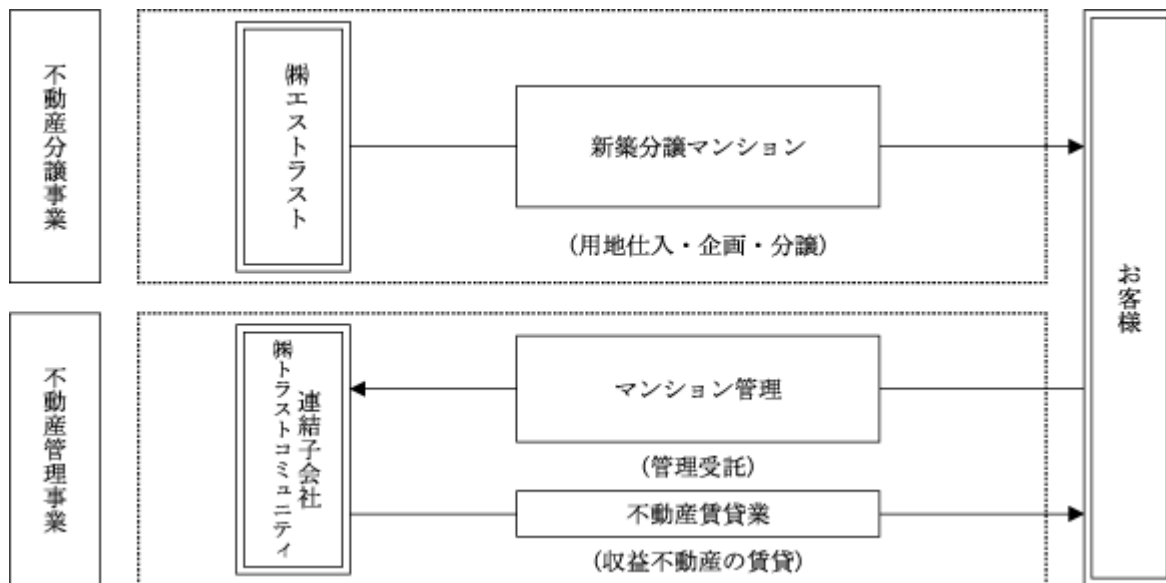 不動産分譲事業
㈱エストラスト
新築分譲マンション
(用地仕入・企画・分譲)
お客様
不動産管理事業
連結子会社
㈱トラストコミュニティ
マンション管理
(管理受託)
不動産賃貸業
(収益不動産の賃貸)